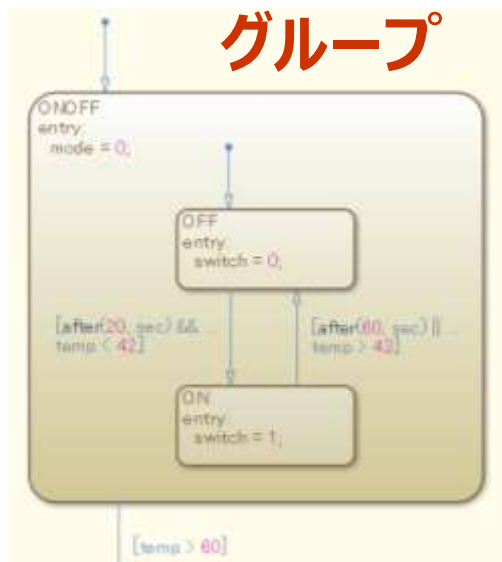 グループ
ONOFF
entry:
mode = 0;
OFF
entry:
switch = 0;
[after(20, sec) && ...
temp < 42]
[after(60, sec) || ...
temp > 42]
ON
entry:
switch = 1;
[temp > 60]